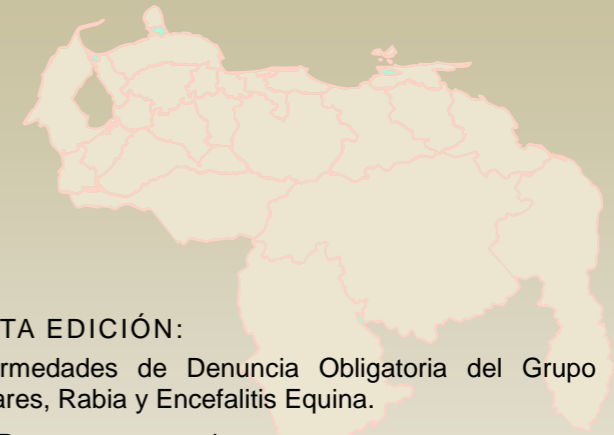 TA EDICIÓN:
rmedades de Denuncia Obligatoria del Grupo
ares, Rabia y Encefalitis Equina.